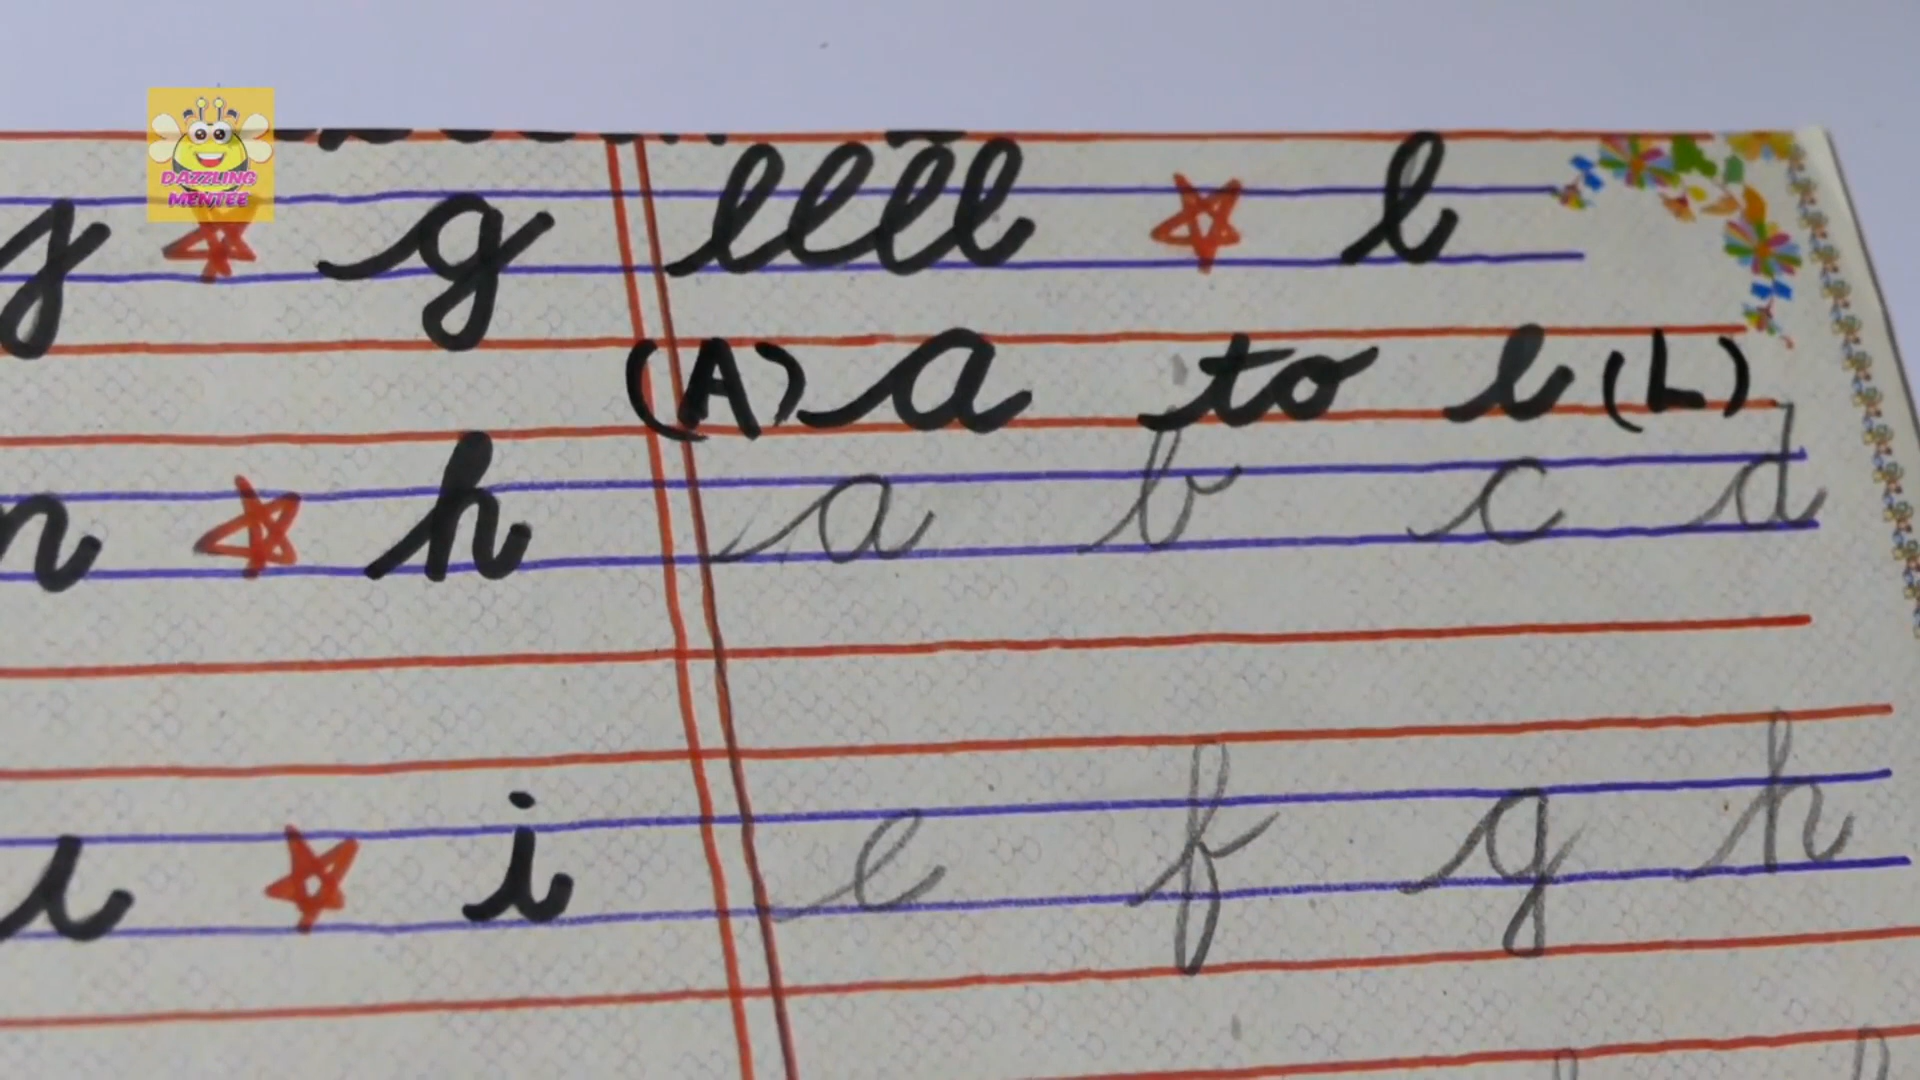 DAZZLING
MENTEE
g g llll l
(A) a to l (L)
h a b c d
i i e f g h